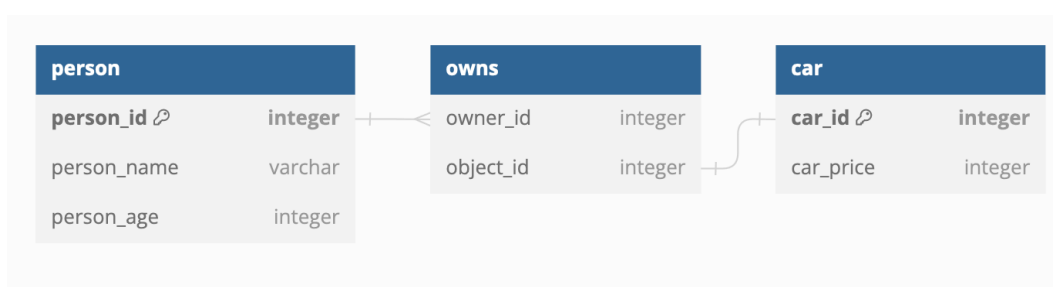 person
person_id integer
person_name varchar
person_age integer
owns
owner_id integer
object_id integer
car
car_id integer
car_price integer